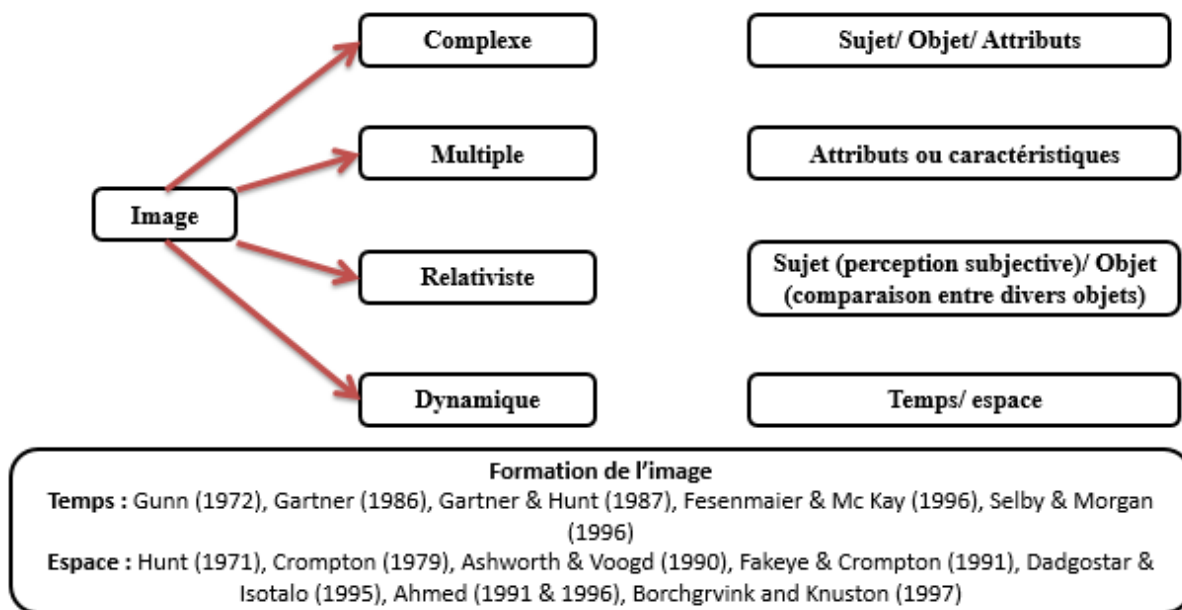 Complexe
Sujet/ Objet/ Attributs
Multiple
Attributs ou caractéristiques
Image
Relativiste
Sujet (perception subjective)/ Objet
(comparaison entre divers objets)
Dynamique
Temps/ espace
Formation de l’image
Temps : Gunn (1972), Gartner (1986), Gartner & Hunt (1987), Fesenmaier & Mc Kay (1996), Selby & Morgan
(1996)
Espace : Hunt (1971), Crompton (1979), Ashworth & Voogd (1990), Fakeye & Crompton (1991), Dadgostar &
Isotalo (1995), Ahmed (1991 & 1996), Borchgrvink and Knuston (1997)